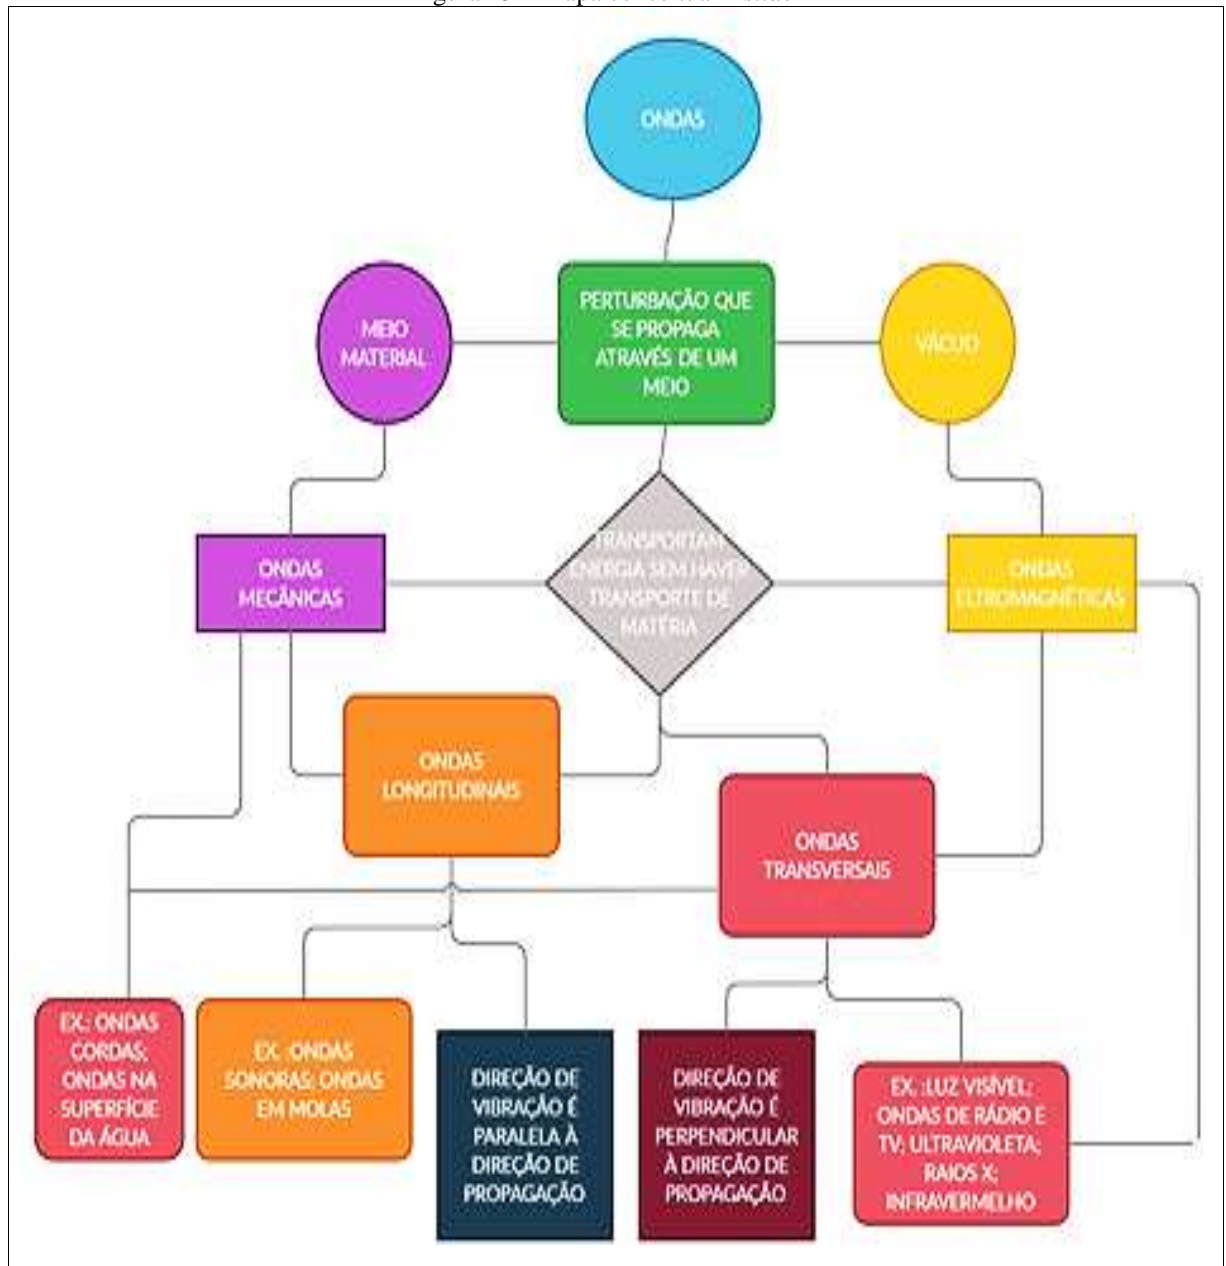 ONDAS
PERTURBAÇÃO QUE
SE PROPAGA
ATRAVÉS DE UM
MEIO
MEIO
MATERIAL
VÁCUO
TRANSPORTAM
ENERGIA SEM HAVER
TRANSPORTE DE
MATÉRIA
ONDAS
MECÂNICAS
ONDAS
ELTROMAGNÉTICAS
ONDAS
LONGITUDINAIS
ONDAS
TRANSVERSAIS
EX.: ONDAS
CORDAS;
ONDAS NA
SUPERFÍCIE
DA ÁGUA
EX. :ONDAS
SONORAS; ONDAS
EM MOLAS
DIREÇÃO DE
VIBRAÇÃO É
PARALELA À
DIREÇÃO DE
PROPAGAÇÃO
DIREÇÃO DE
VIBRAÇÃO É
PERPENDICULAR
À DIREÇÃO DE
PROPAGAÇÃO
EX. :LUZ VISÍVEL;
ONDAS DE RÁDIO E
TV; ULTRAVIOLETA;
RAIOS X;
INFRAVERMELHO